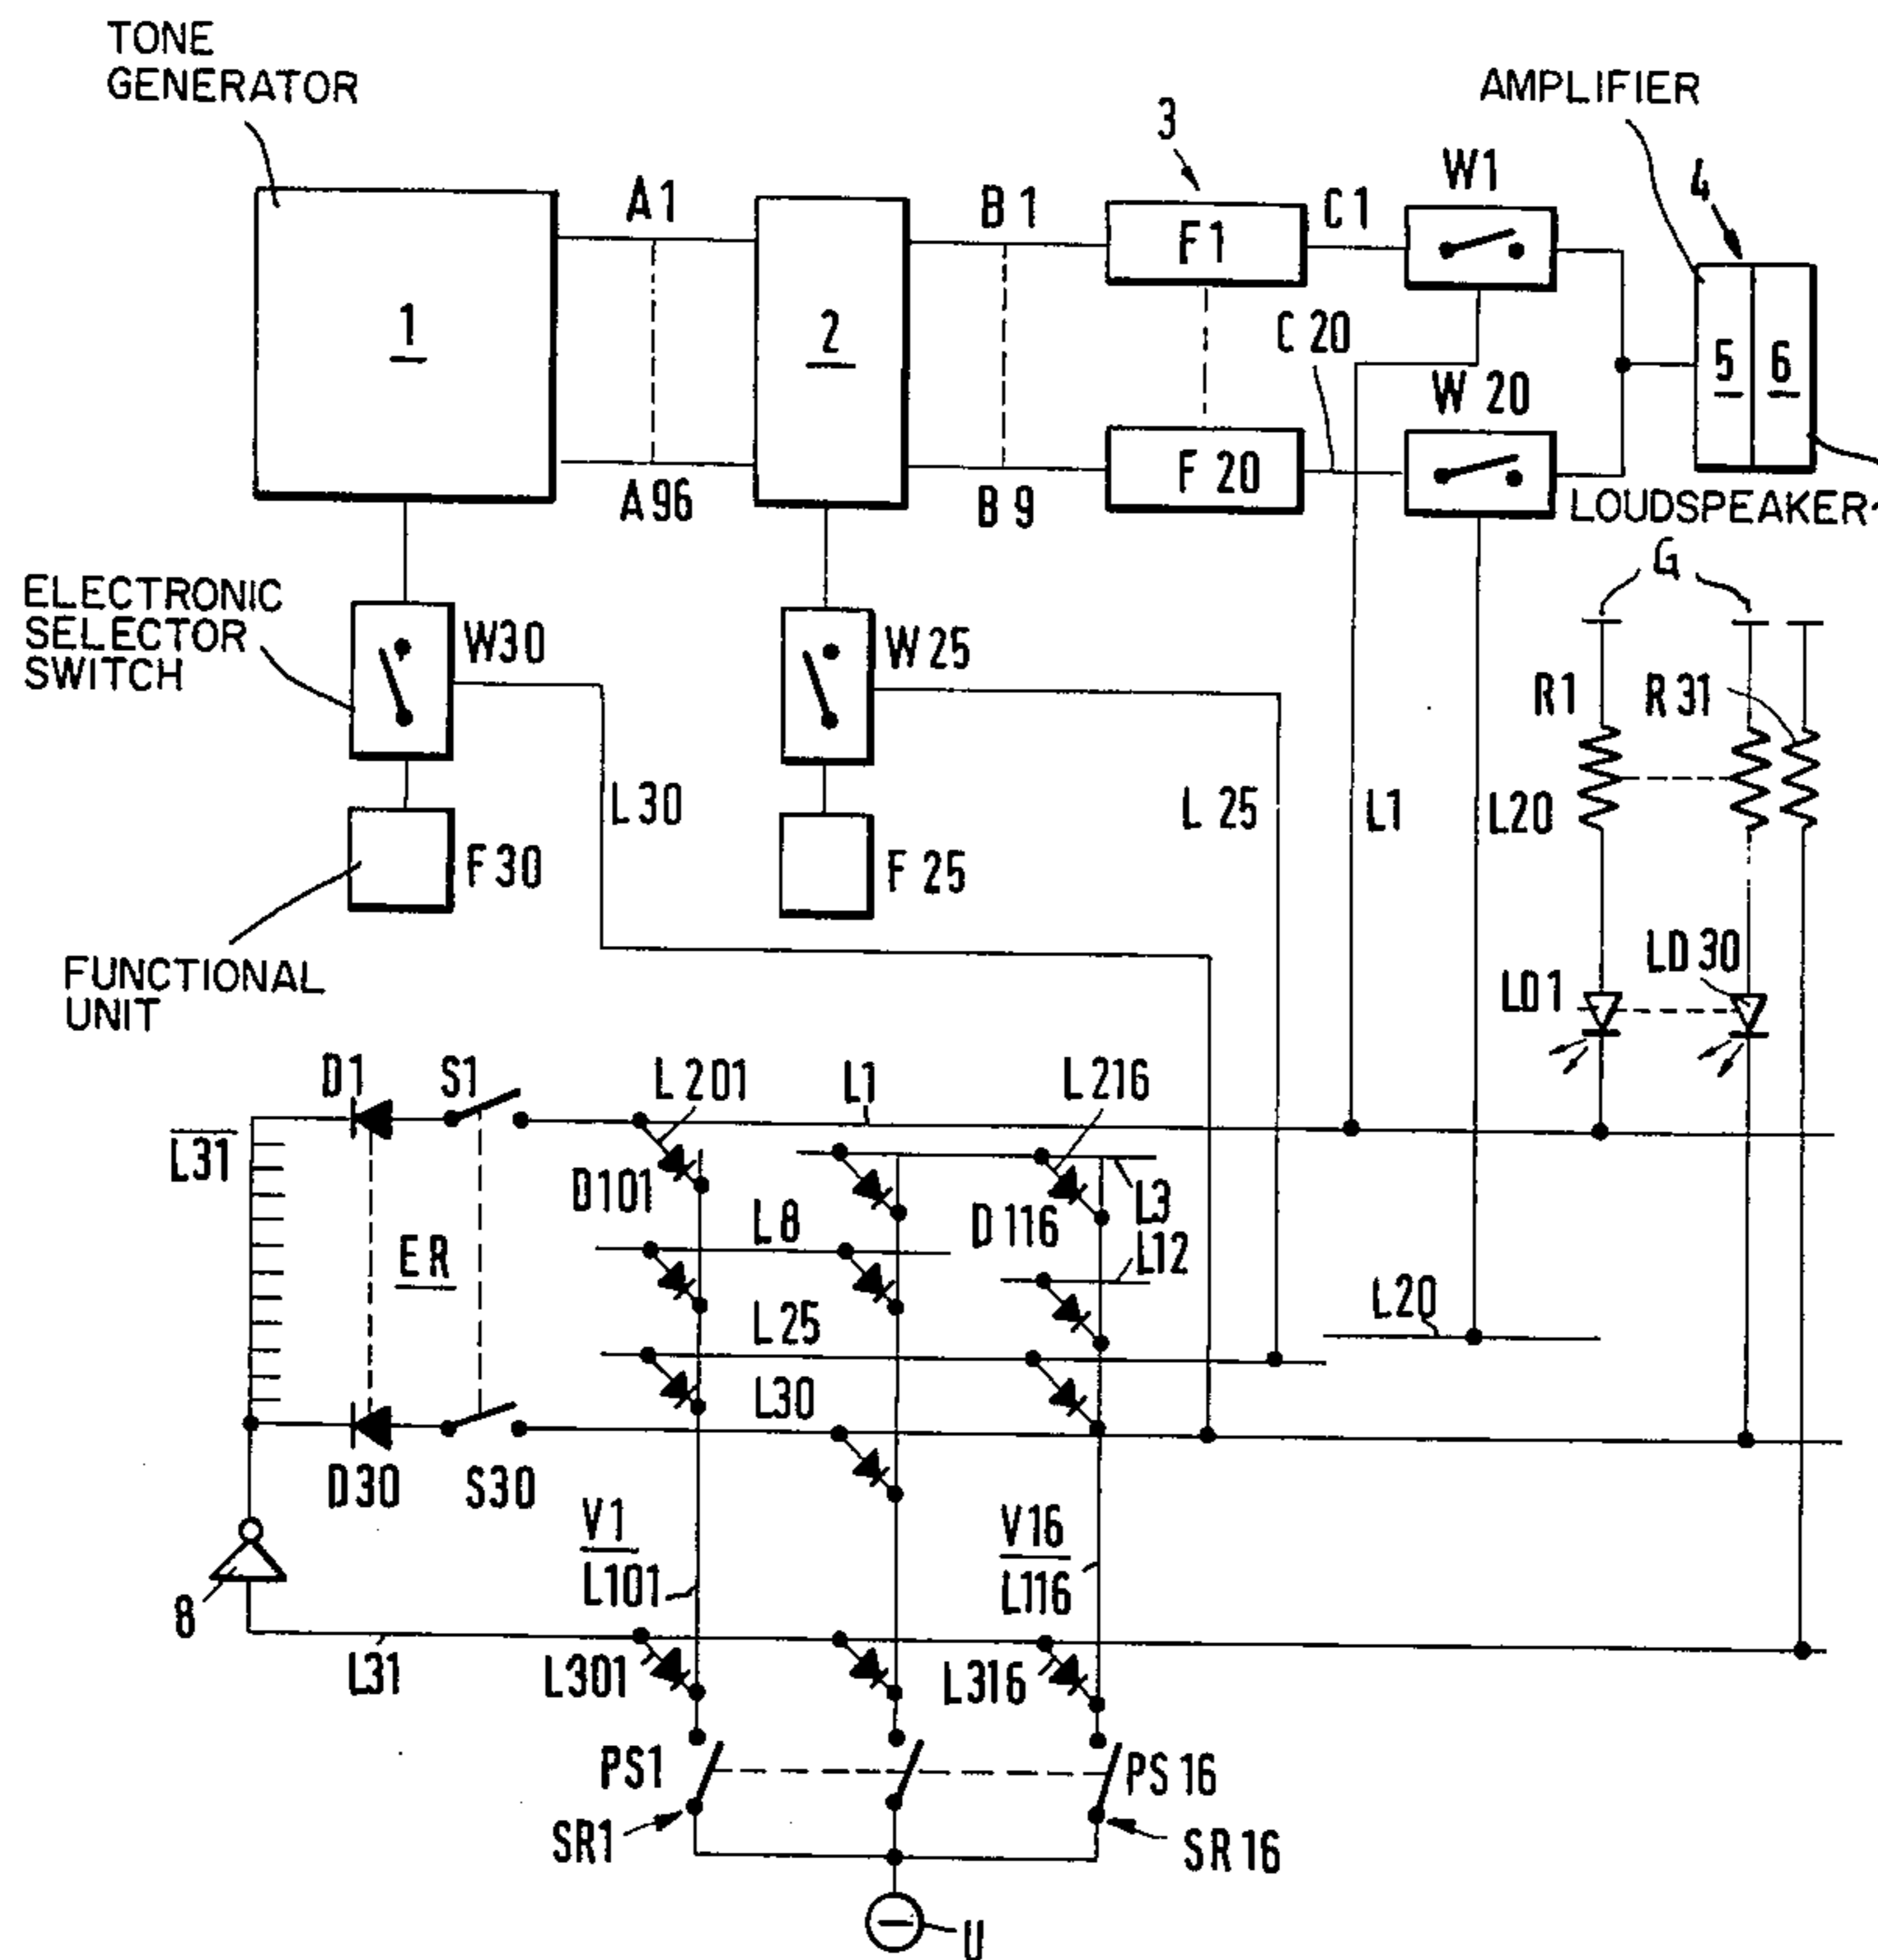 TONE
GENERATOR
AMPLIFIER
3
4
W1
A1
B1
C1
F1
1
2
C20
5
6
W20
F20
A96
B9
LOUDSPEAKER
G
ELECTRONIC
SELECTOR
SWITCH
W30
W25
R1
R31
L30
L25
L1
L20
F30
F25
FUNCTIONAL
UNIT
LD1
LD30
D1
S1
L201
L1
L216
L31
D101
L8
D116
L3
L12
ER
L25
L20
L30
D30
S30
V1
V16
L101
L116
8
L31
L301
L316
PS1
PS16
SR1
SR16
U